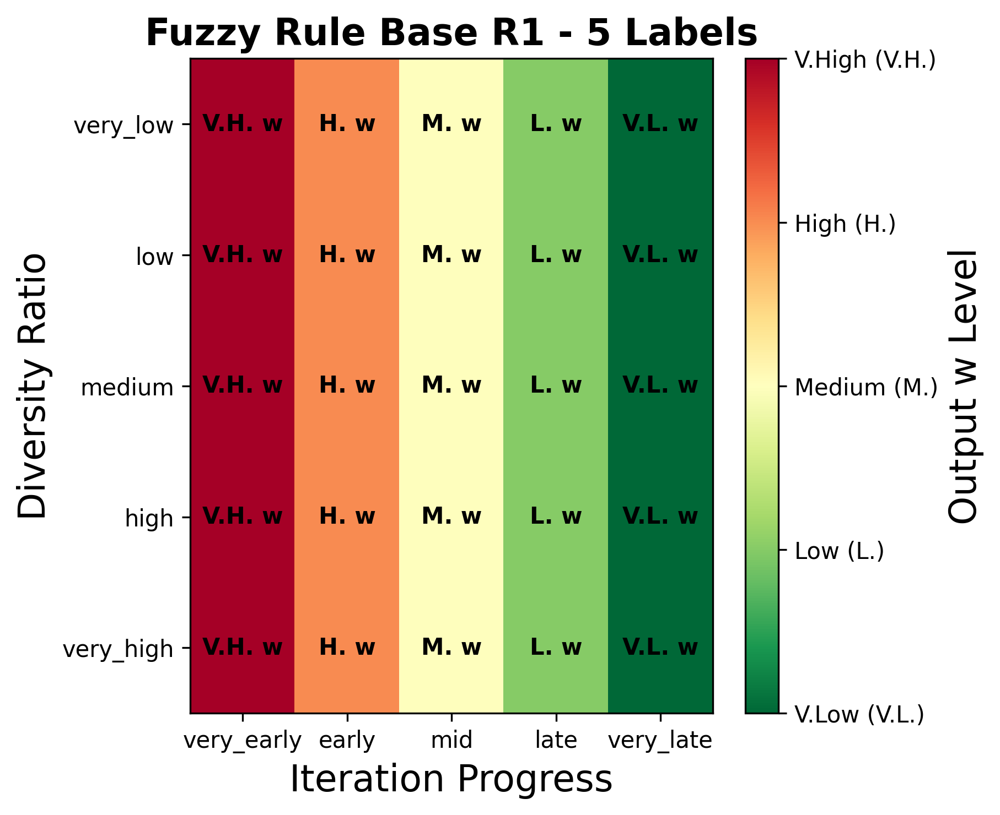 Fuzzy Rule Base R1 - 5 Labels
Diversity Ratio
very_low
V.H. w H. w M. w L. w V.L. w
low
V.H. w H. w M. w L. w V.L. w
medium
V.H. w H. w M. w L. w V.L. w
high
V.H. w H. w M. w L. w V.L. w
very_high
V.H. w H. w M. w L. w V.L. w
very_early early mid late very_late
Iteration Progress
V.High (V.H.)
High (H.)
Medium (M.)
Low (L.)
V.Low (V.L.)
Output w Level